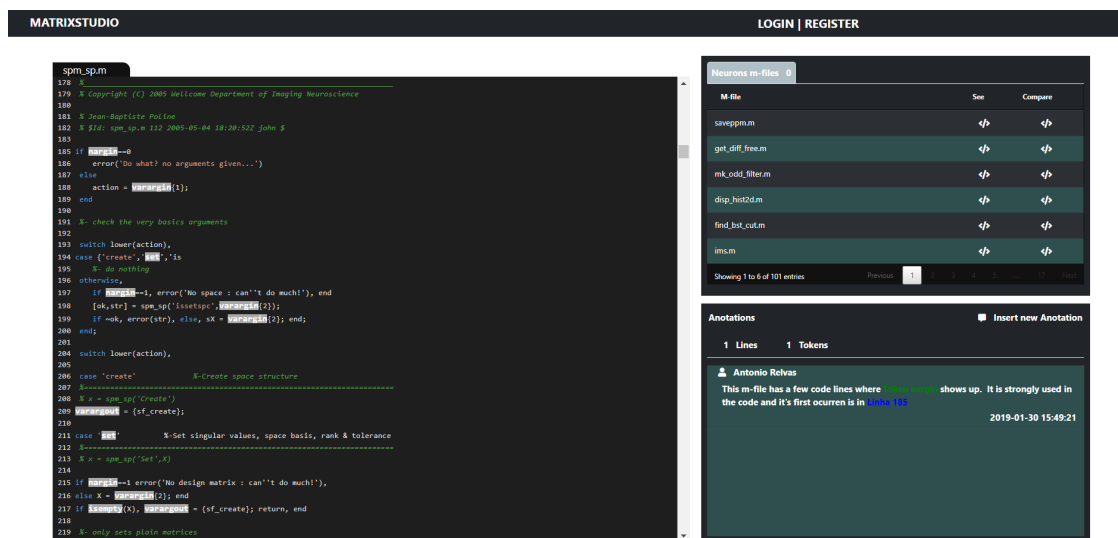 MATRIXSTUDIO
LOGIN | REGISTER
spm_sp.m
178 %_______________________________________________________________________
179 % Copyright (C) 2005 Wellcome Department of Imaging Neuroscience
180
181 % Jean-Baptiste Poline
182 % $Id: spm_sp.m 112 2005-05-04 18:20:52Z john $
183
185 if nargin==0
186 error('Do what? no arguments given...')
187 else
188 action = varargin{1};
189 end
190
191 %- check the very basics arguments
192
193 switch lower(action),
194 case {'create','set','is
195 %- do nothing
196 otherwise,
197 if nargin==1, error('No space : can''t do much!'), end
198 [ok,str] = spm_sp('issetspc',varargin{2});
199 if ~ok, error(str), else, sX = varargin{2}; end;
200 end;
201
204 switch lower(action),
205
206 case 'create' %-Create space structure
207 %=======================================================================
208 % x = spm_sp('Create')
209 varargout = {sf_create};
210
211 case 'set' %-Set singular values, space basis, rank & tolerance
212 %=======================================================================
213 % x = spm_sp('Set',X)
214
215 if nargin==1 error('No design matrix : can''t do much!'),
216 else X = varargin{2}; end
217 if isempty(X), varargout = {sf_create}; return, end
218
219 %- only sets plain matrices
Neurons m-files 0
M-file See Compare
saveppm.m </> </>
get_diff_free.m </> </>
mk_odd_filter.m </> </>
disp_hist2d.m </> </>
find_bst_cut.m </> </>
ims.m </> </>
Showing 1 to 6 of 101 entries Previous 1 2 3 4 5 ... 17 Next
Anotations Insert new Anotation
1 Lines 1 Tokens
Antonio Relvas
This m-file has a few code lines where shows up. It is strongly used in
the code and it's first ocurren is in Linha 185
2019-01-30 15:49:21